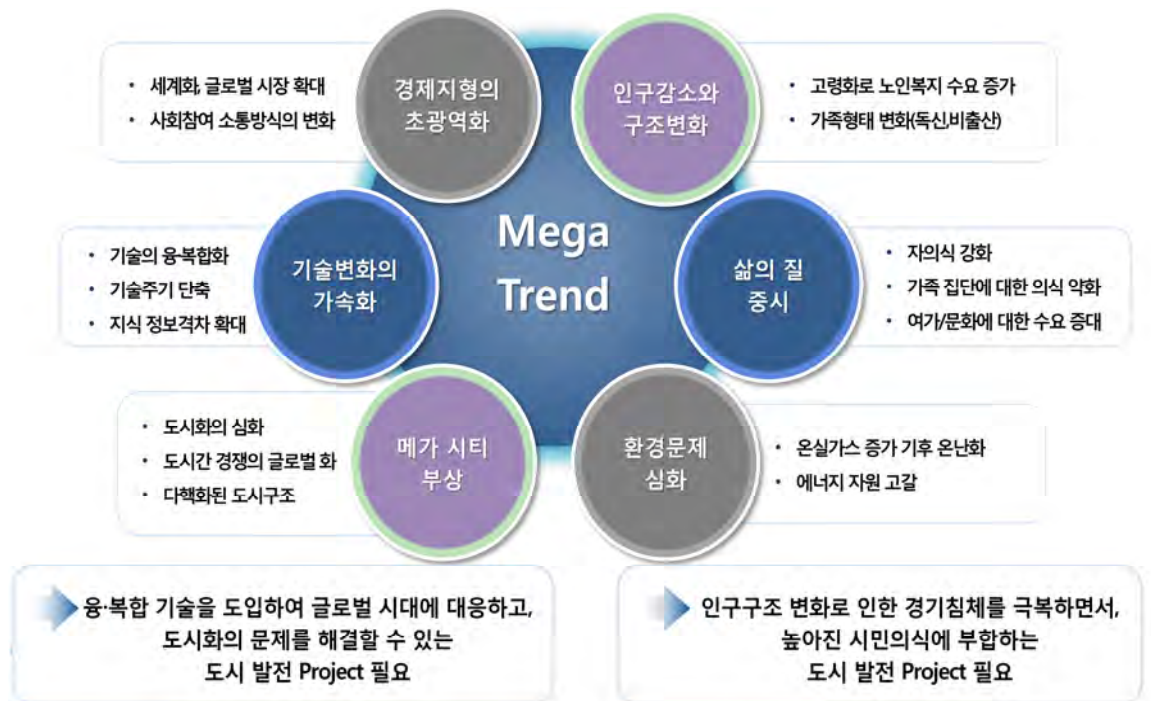 경제지형의
초광역화
• 세계화, 글로벌 시장 확대
• 사회참여 소통방식의 변화
인구감소와
구조변화
• 고령화로 노인복지 수요 증가
• 가족형태 변화(독신,비출산)
Mega
Trend
기술변화의
가속화
• 기술의 융·복합화
• 기술주기 단축
• 지식 정보격차 확대
삶의 질
중시
• 자의식 강화
• 가족 집단에 대한 의식 약화
• 여가/문화에 대한 수요 증대
메가 시티
부상
• 도시화의 심화
• 도시간 경쟁의 글로벌 화
• 다핵화된 도시구조
환경문제
심화
• 온실가스 증가 기후 온난화
• 에너지 자원 고갈
융·복합 기술을 도입하여 글로벌 시대에 대응하고,
도시화의 문제를 해결할 수 있는
도시 발전 Project 필요
인구구조 변화로 인한 경기침체를 극복하면서,
높아진 시민의식에 부합하는
도시 발전 Project 필요